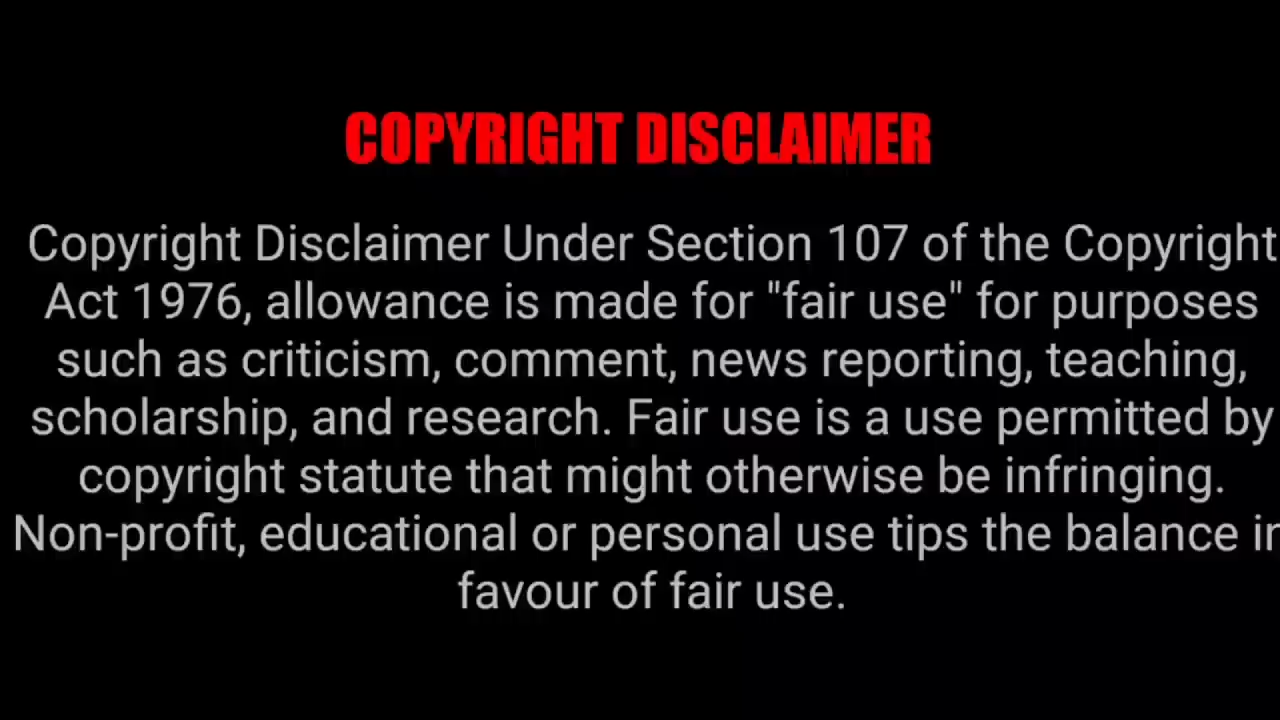 COPYRIGHT DISCLAIMER
Copyright Disclaimer Under Section 107 of the Copyright
Act 1976, allowance is made for "fair use" for purposes
such as criticism, comment, news reporting, teaching,
scholarship, and research. Fair use is a use permitted by
copyright statute that might otherwise be infringing.
Non-profit, educational or personal use tips the balance in
favour of fair use.